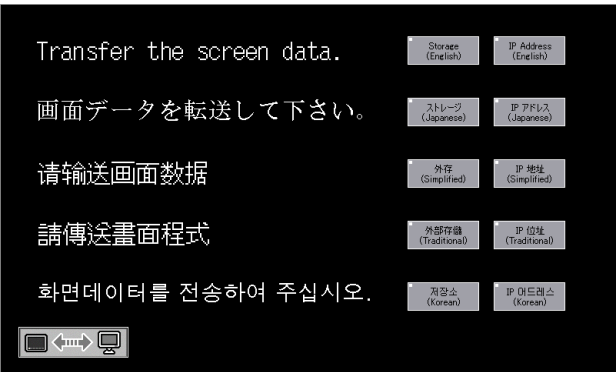 Transfer the screen data.
Storage
(English)
IP Address
(English)
画面データを転送して下さい。
ストレージ
(Japanese)
IP アドレス
(Japanese)
请输送画面数据
外存
(Simplified)
IP 地址
(Simplified)
請傳送畫面程式
外部存儲
(Traditional)
IP 位址
(Traditional)
화면데이터를 전송하여 주십시오.
저장소
(Korean)
IP 어드레스
(Korean)